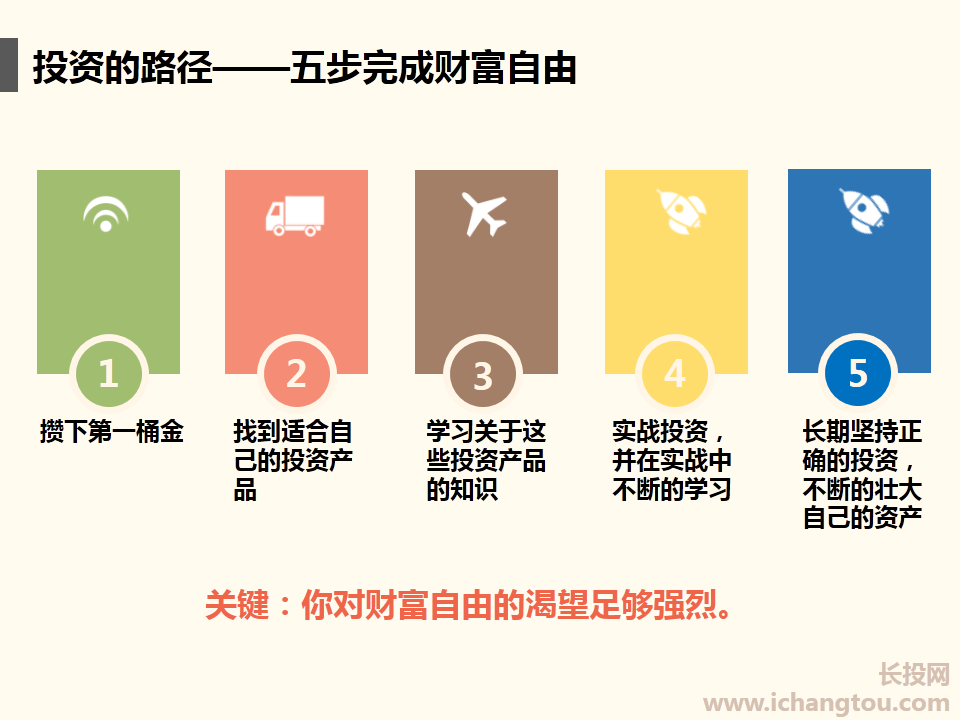 投资的路径——五步完成财富自由
1
2
3
4
5
攒下第一桶金
找到适合自
己的投资产
品
学习关于这
些投资产品
的知识
实战投资，
并在实战中
不断的学习
长期坚持正
确的投资，
不断的壮大
自己的资产
关键：你对财富自由的渴望足够强烈。
长投网
www.ichangtou.com